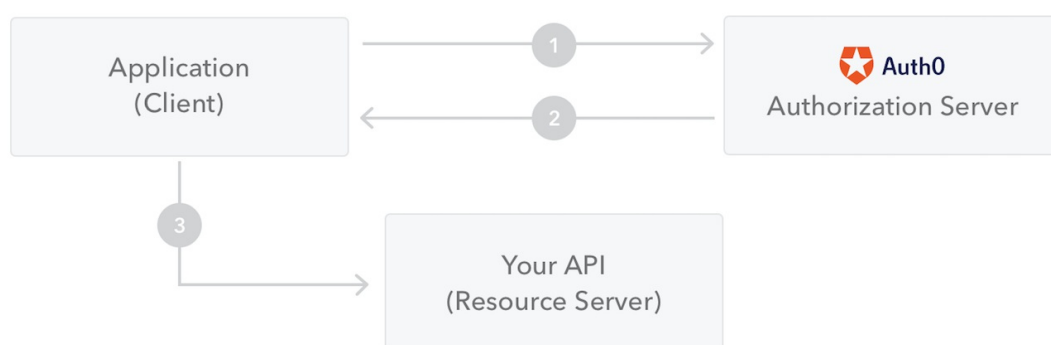 Application
(Client)
1
Auth0
Authorization Server
2
3
Your API
(Resource Server)